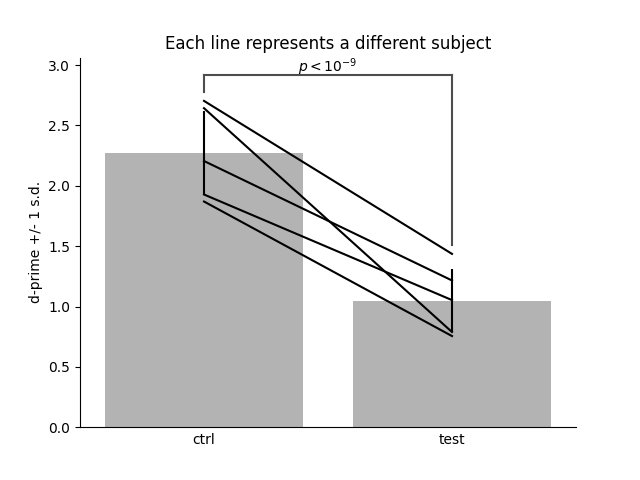 Each line represents a different subject
p < 10⁻⁹
3.0
2.5
2.0
1.5
1.0
0.5
0.0
d-prime +/- 1 s.d.
ctrl
test